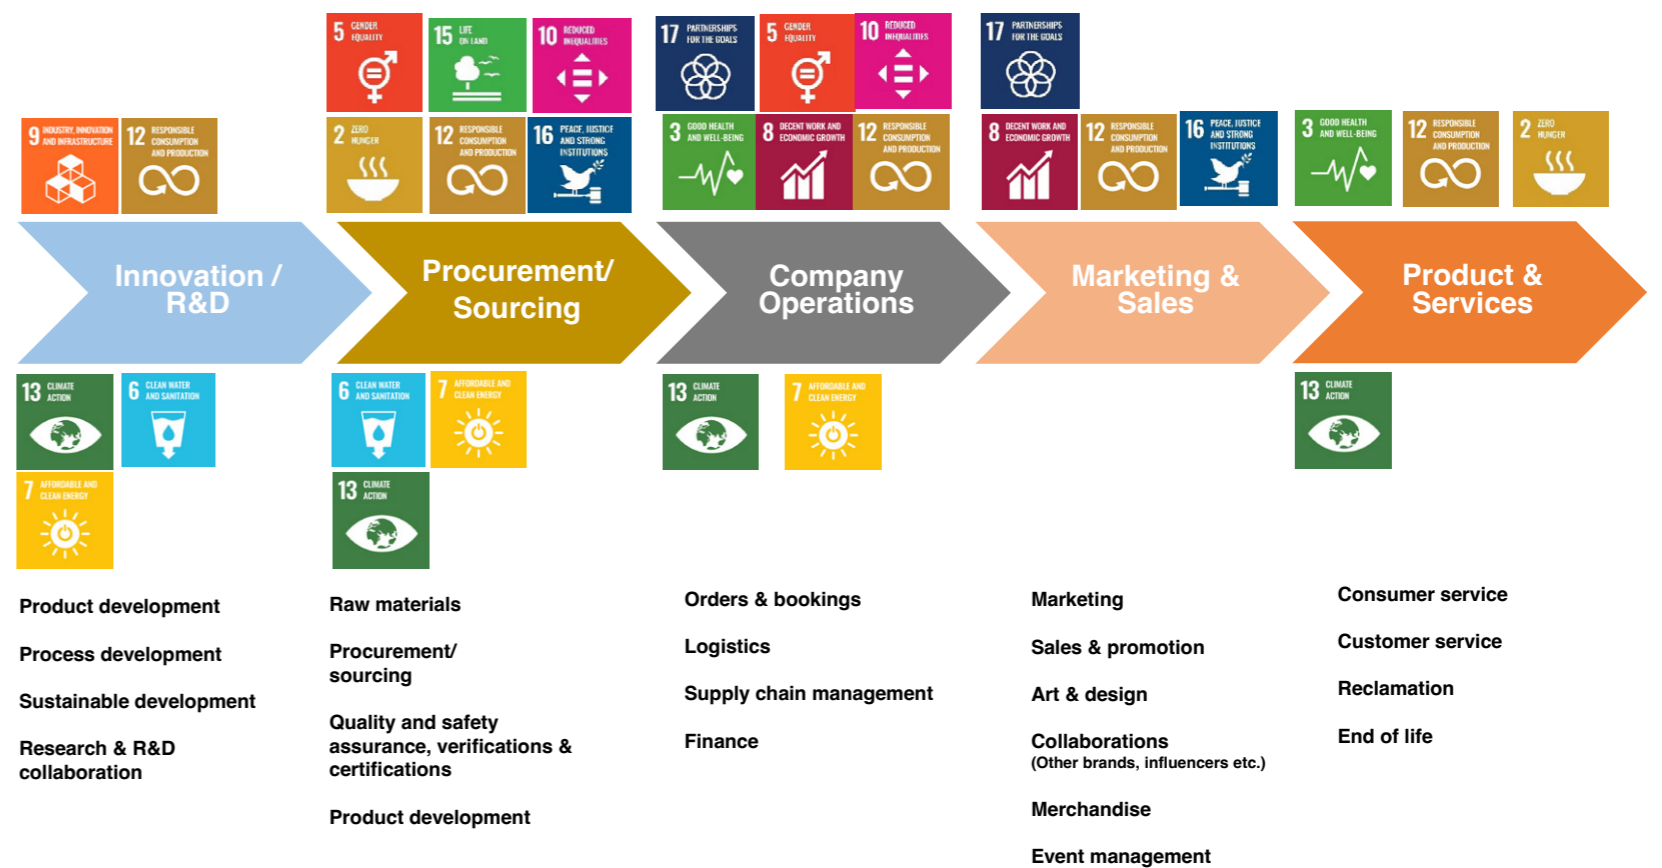 5 GENDER
EQUALITY
15 LIFE
ON LAND
10 REDUCED
INEQUALITIES
17 PARTNERSHIPS
FOR THE GOALS
5 GENDER
EQUALITY
10 REDUCED
INEQUALITIES
17 PARTNERSHIPS
FOR THE GOALS
9 INDUSTRY, INNOVATION
AND INFRASTRUCTURE
12 RESPONSIBLE
CONSUMPTION
AND PRODUCTION
2 ZERO
HUNGER
12 RESPONSIBLE
CONSUMPTION
AND PRODUCTION
16 PEACE, JUSTICE
AND STRONG
INSTITUTIONS
3 GOOD HEALTH
AND WELL-BEING
8 DECENT WORK AND
ECONOMIC GROWTH
12 RESPONSIBLE
CONSUMPTION
AND PRODUCTION
8 DECENT WORK AND
ECONOMIC GROWTH
12 RESPONSIBLE
CONSUMPTION
AND PRODUCTION
16 PEACE, JUSTICE
AND STRONG
INSTITUTIONS
3 GOOD HEALTH
AND WELL-BEING
12 RESPONSIBLE
CONSUMPTION
AND PRODUCTION
2 ZERO
HUNGER
Innovation /
R&D
Procurement/
Sourcing
Company
Operations
Marketing &
Sales
Product &
Services
13 CLIMATE
ACTION
6 CLEAN WATER
AND SANITATION
7 AFFORDABLE AND
CLEAN ENERGY
6 CLEAN WATER
AND SANITATION
7 AFFORDABLE AND
CLEAN ENERGY
13 CLIMATE
ACTION
13 CLIMATE
ACTION
7 AFFORDABLE AND
CLEAN ENERGY
13 CLIMATE
ACTION
Product development
Process development
Sustainable development
Research & R&D
collaboration
Raw materials
Procurement/
sourcing
Quality and safety
assurance, verifications &
certifications
Product development
Orders & bookings
Logistics
Supply chain management
Finance
Marketing
Sales & promotion
Art & design
Collaborations
(Other brands, influencers etc.)
Merchandise
Event management
Consumer service
Customer service
Reclamation
End of life